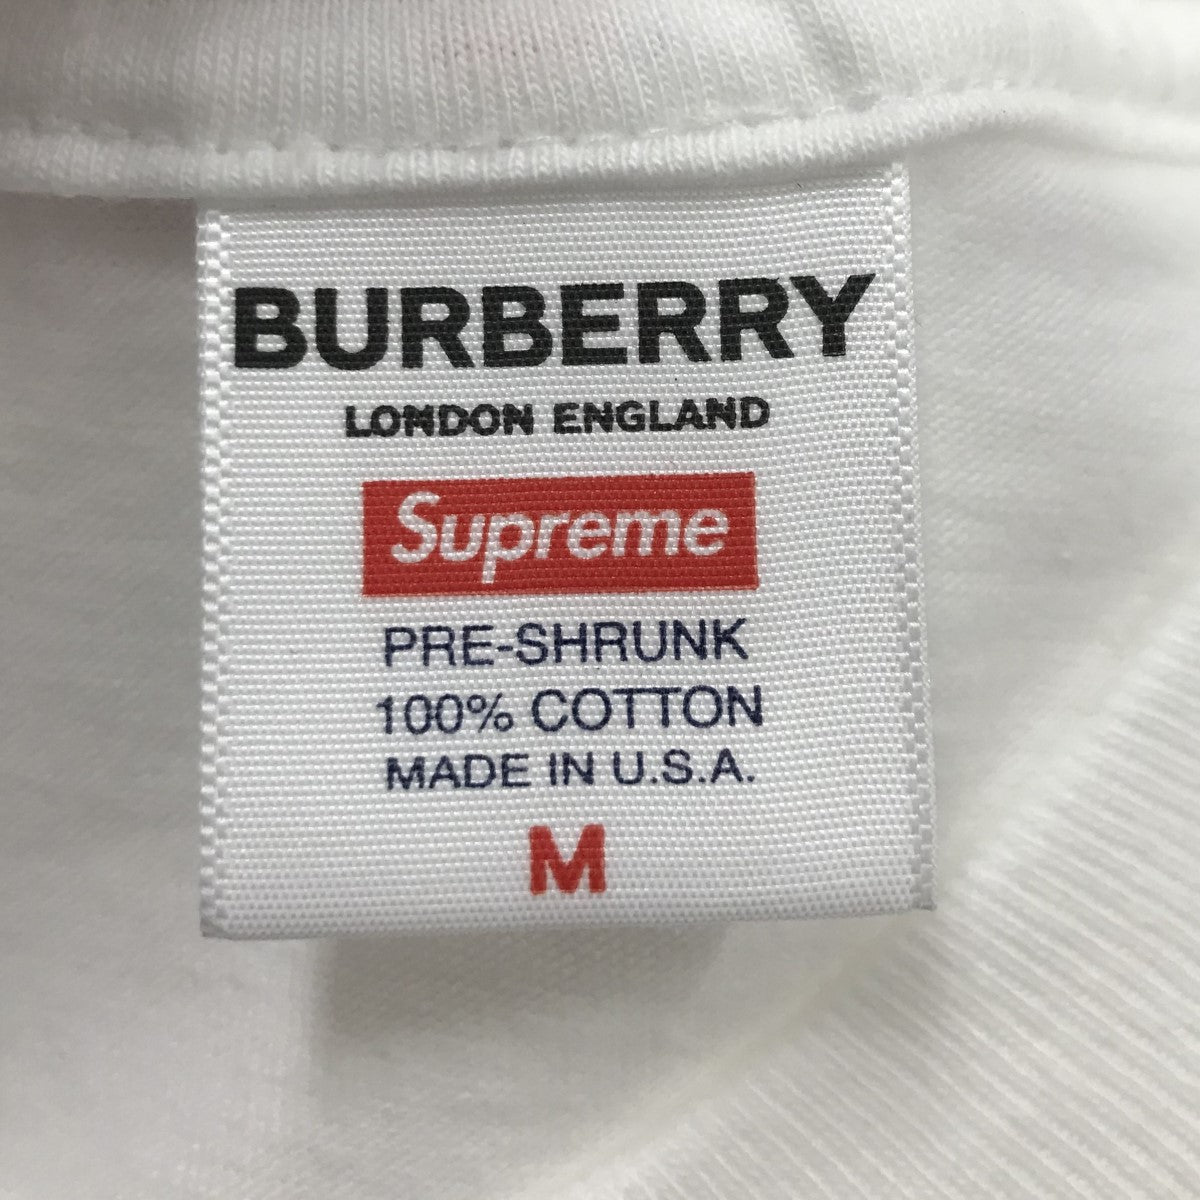 BURBERRY
LONDON ENGLAND
Supreme
PRE-SHRUNK
100% COTTON
MADE IN U.S.A.
M